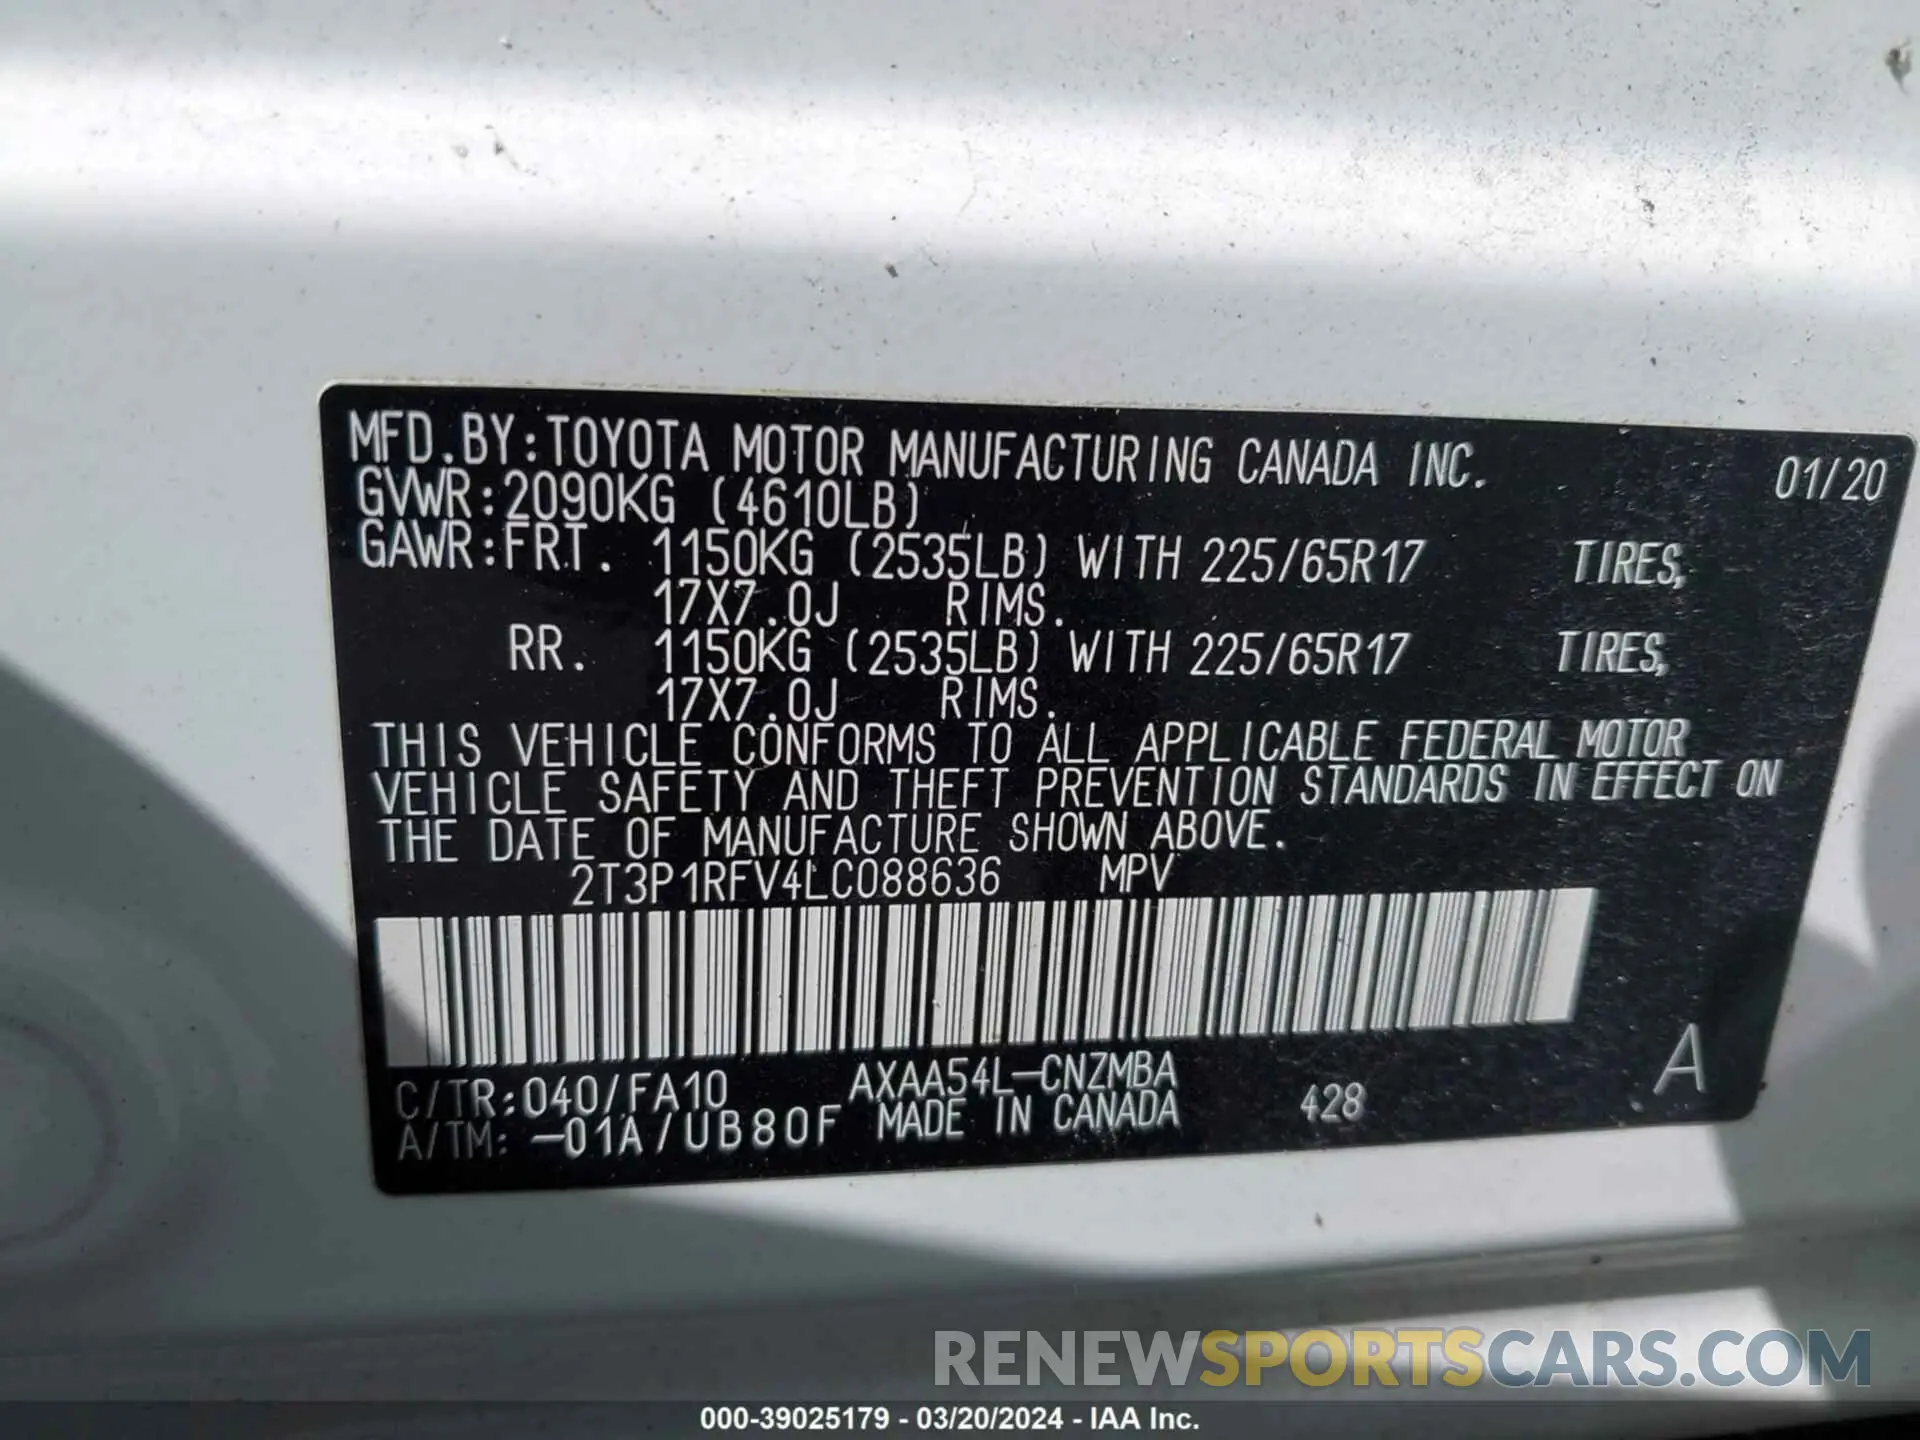 MFD.BY:TOYOTA MOTOR MANUFACTURING CANADA INC. 01/20
GVWR:2090KG (4610LB)
GAWR:FRT. 1150KG (2535LB) WITH 225/65R17 TIRES,
17X7.0J RIMS.
RR. 1150KG (2535LB) WITH 225/65R17 TIRES,
17X7.0J RIMS.
THIS VEHICLE CONFORMS TO ALL APPLICABLE FEDERAL MOTOR
VEHICLE SAFETY AND THEFT PREVENTION STANDARDS IN EFFECT ON
THE DATE OF MANUFACTURE SHOWN ABOVE.
2T3P1RFV4LC088636 MPV
C/TR:040/FA10 AXAA54L-CNZMBA
A/TM: -01A/UB80F MADE IN CANADA 428 A
RENEWSPORTSCARS.COM
000-39025179 - 03/20/2024 - IAA Inc.